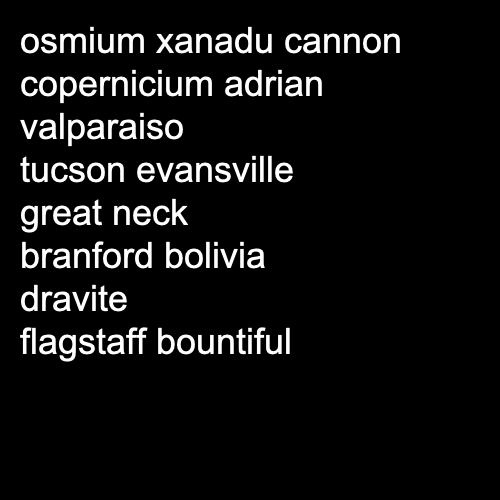 osmium xanadu cannon
copernicium adrian
valparaiso
tucson evansville
great neck
branford bolivia
dravite
flagstaff bountiful